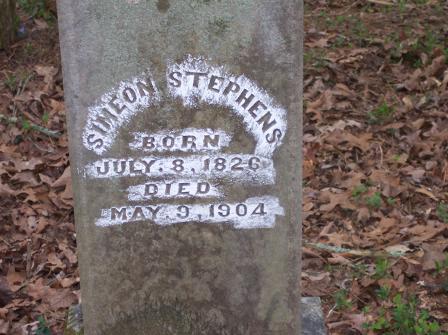 SIMEON STEPHENS
BORN
JULY. 8, 1826
DIED
MAY 9, 1904